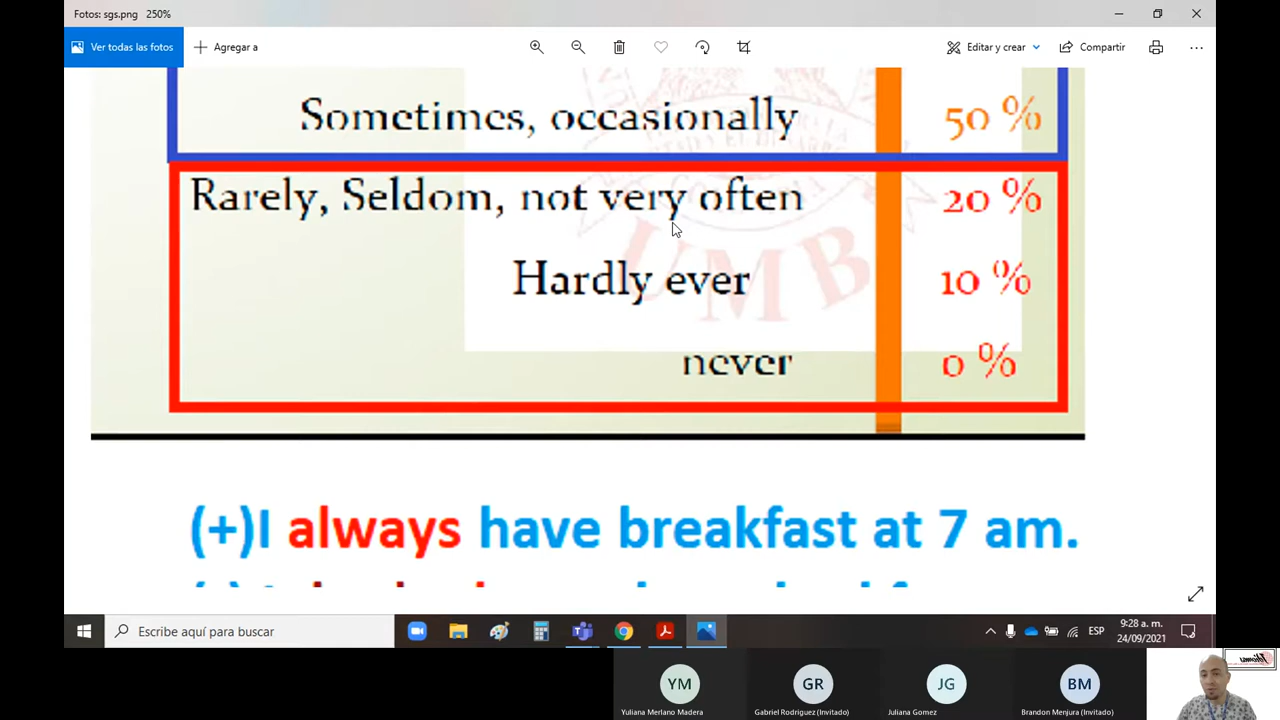 Fotos: sgs.png 250%
Ver todas las fotos
Agregar a
Editar y crear
Compartir
Sometimes, occasionally 50 %
Rarely, Seldom, not very often 20 %
UMB
Hardly ever 10 %
never 0 %
(+)I always have breakfast at 7 am.
Escribe aquí para buscar
ESP
9:28 a. m.
24/09/2021
YM
GR
JG
BM
Yuliana Merlano Madera
Gabriel Rodriguez (Invitado)
Juliana Gomez
Brandon Menjura (Invitado)